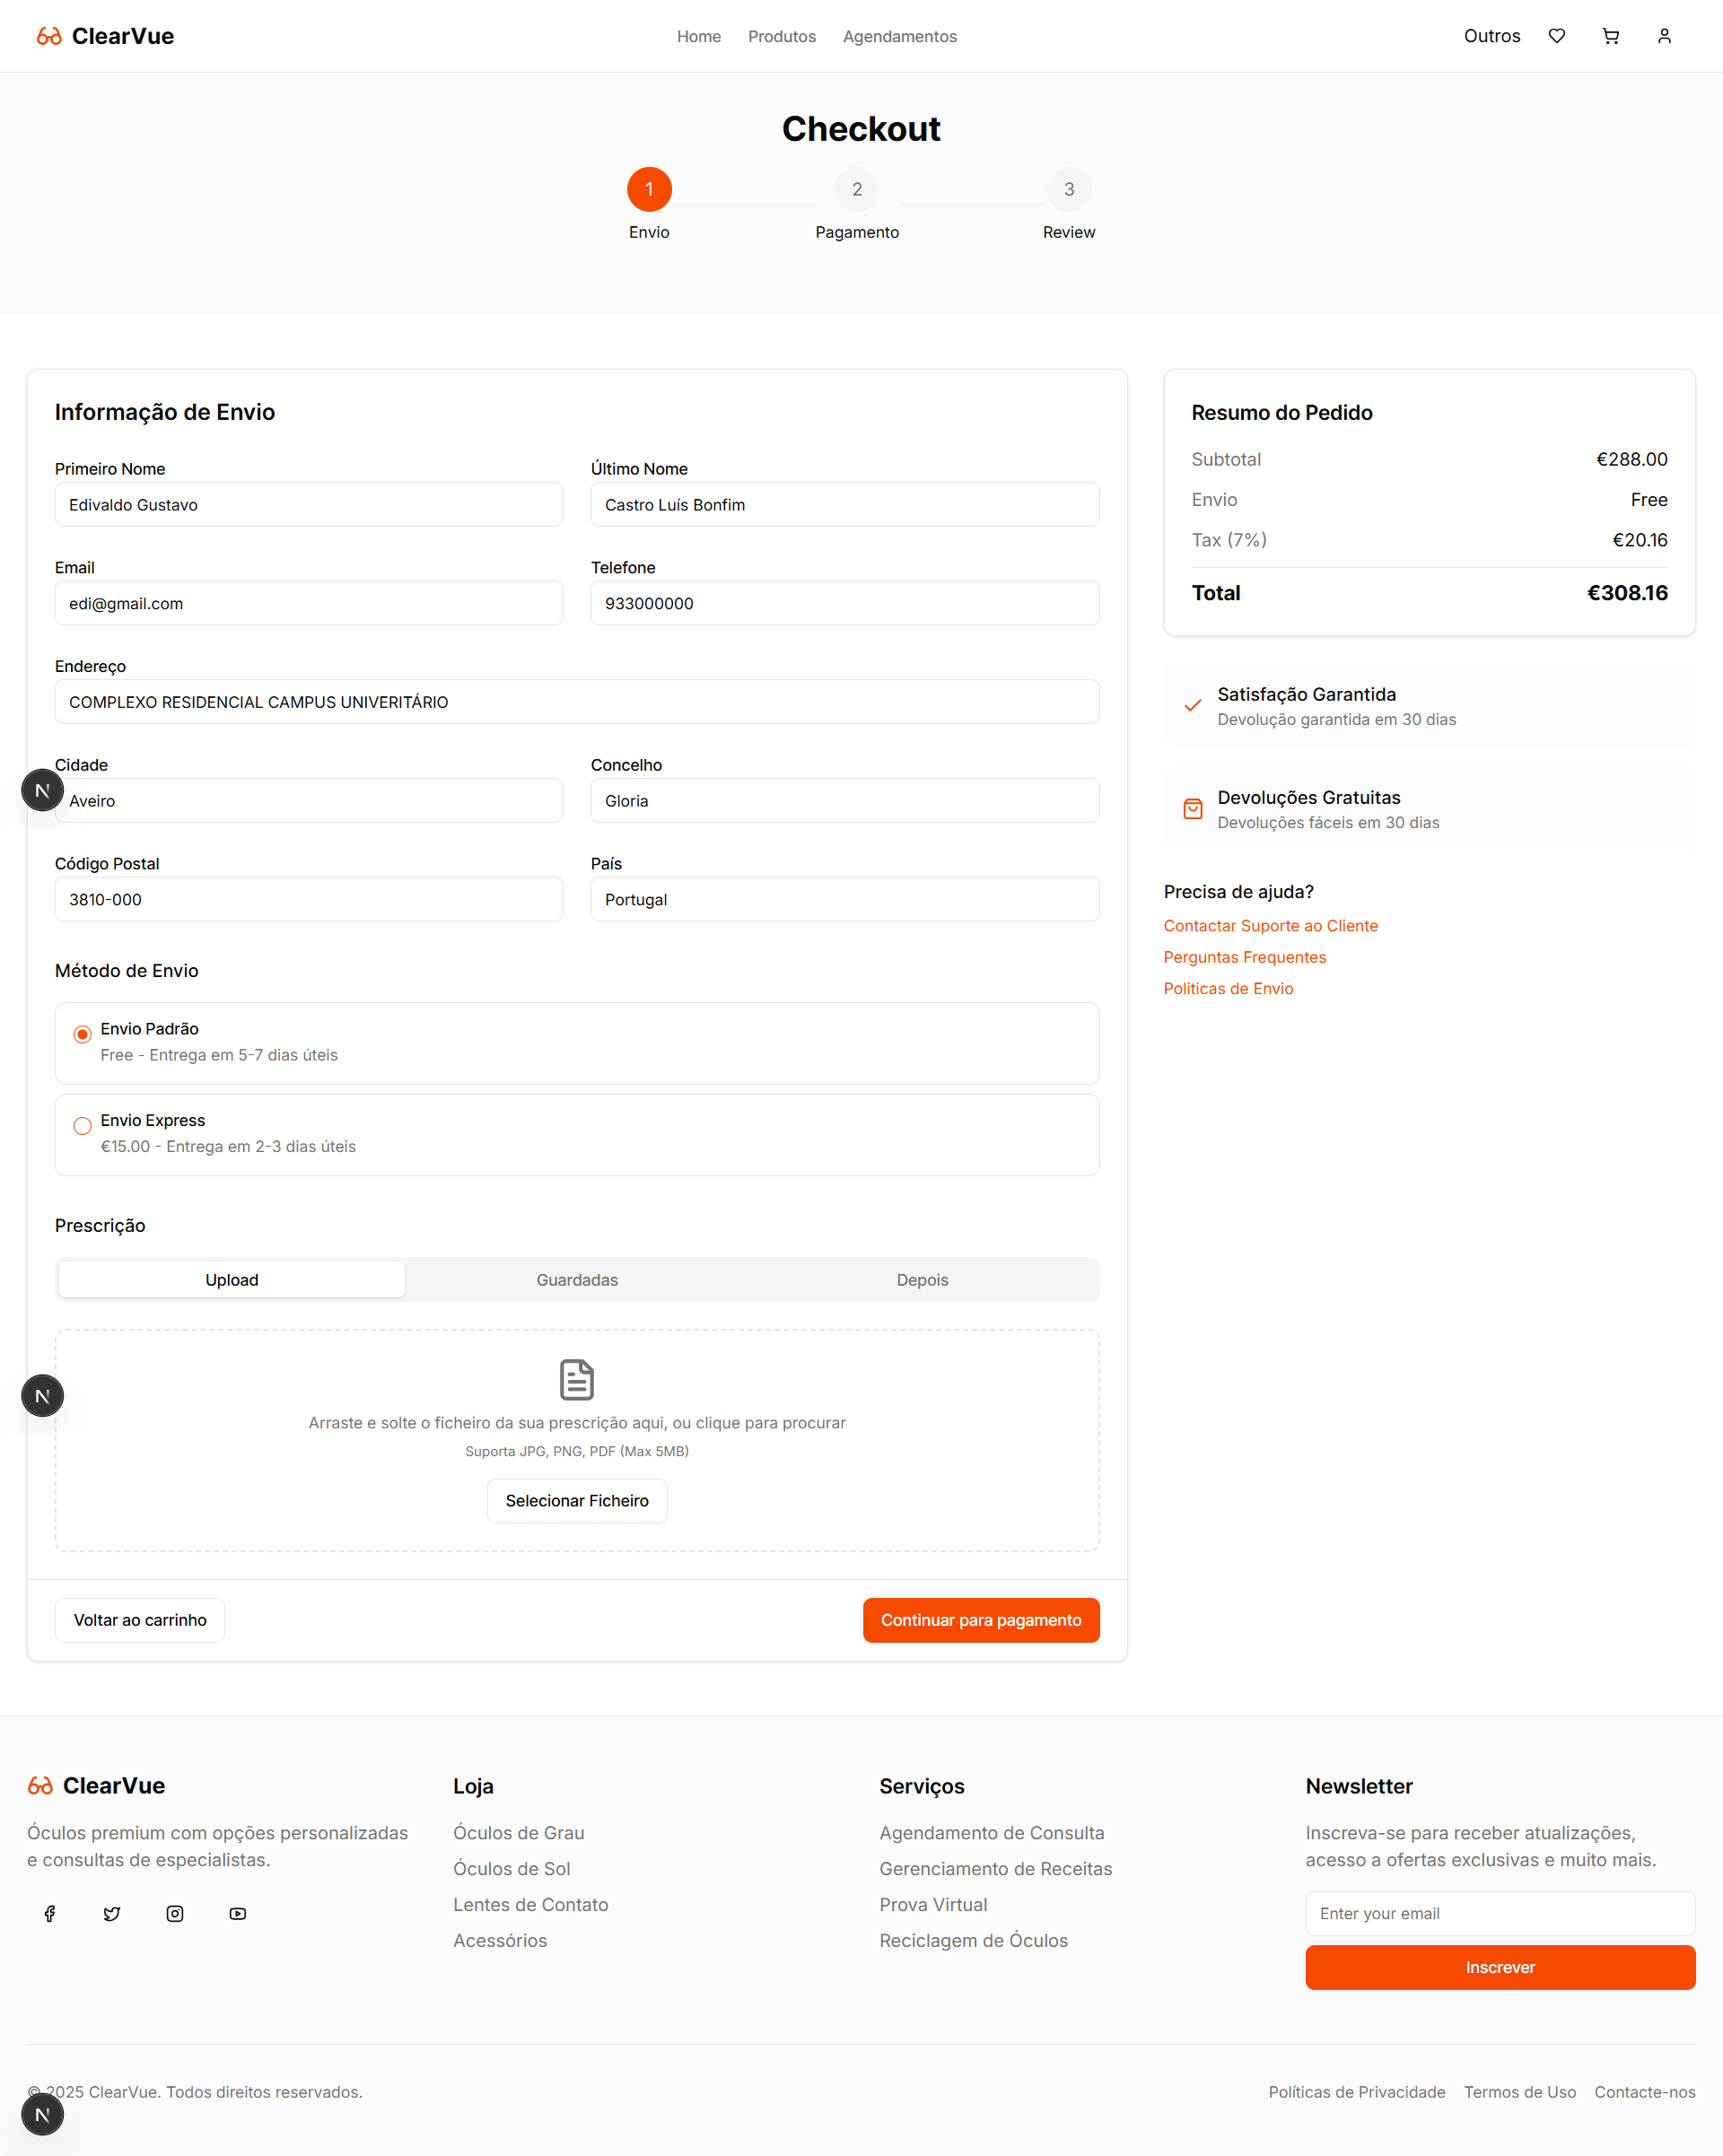 ClearVue
Home Produtos Agendamentos
Outros
Checkout
1 2 3
Envio Pagamento Review
Informação de Envio
Primeiro Nome Último Nome
Edivaldo Gustavo Castro Luís Bonfim
Email Telefone
edi@gmail.com 933000000
Endereço
COMPLEXO RESIDENCIAL CAMPUS UNIVERITÁRIO
Cidade Concelho
N Aveiro Gloria
Código Postal País
3810-000 Portugal
Método de Envio
Envio Padrão
Free - Entrega em 5-7 dias úteis
Envio Express
€15.00 - Entrega em 2-3 dias úteis
Prescrição
Upload Guardadas Depois
N
Arraste e solte o ficheiro da sua prescrição aqui, ou clique para procurar
Suporta JPG, PNG, PDF (Max 5MB)
Selecionar Ficheiro
Voltar ao carrinho Continuar para pagamento
Resumo do Pedido
Subtotal €288.00
Envio Free
Tax (7%) €20.16
Total €308.16
Satisfação Garantida
Devolução garantida em 30 dias
Devoluções Gratuitas
Devoluções fáceis em 30 dias
Precisa de ajuda?
Contactar Suporte ao Cliente
Perguntas Frequentes
Politicas de Envio
ClearVue
Óculos premium com opções personalizadas
e consultas de especialistas.
Loja
Óculos de Grau
Óculos de Sol
Lentes de Contato
Acessórios
Serviços
Agendamento de Consulta
Gerenciamento de Receitas
Prova Virtual
Reciclagem de Óculos
Newsletter
Inscreva-se para receber atualizações,
acesso a ofertas exclusivas e muito mais.
Enter your email
Inscrever
© 2025 ClearVue. Todos direitos reservados.
Políticas de Privacidade Termos de Uso Contacte-nos
N